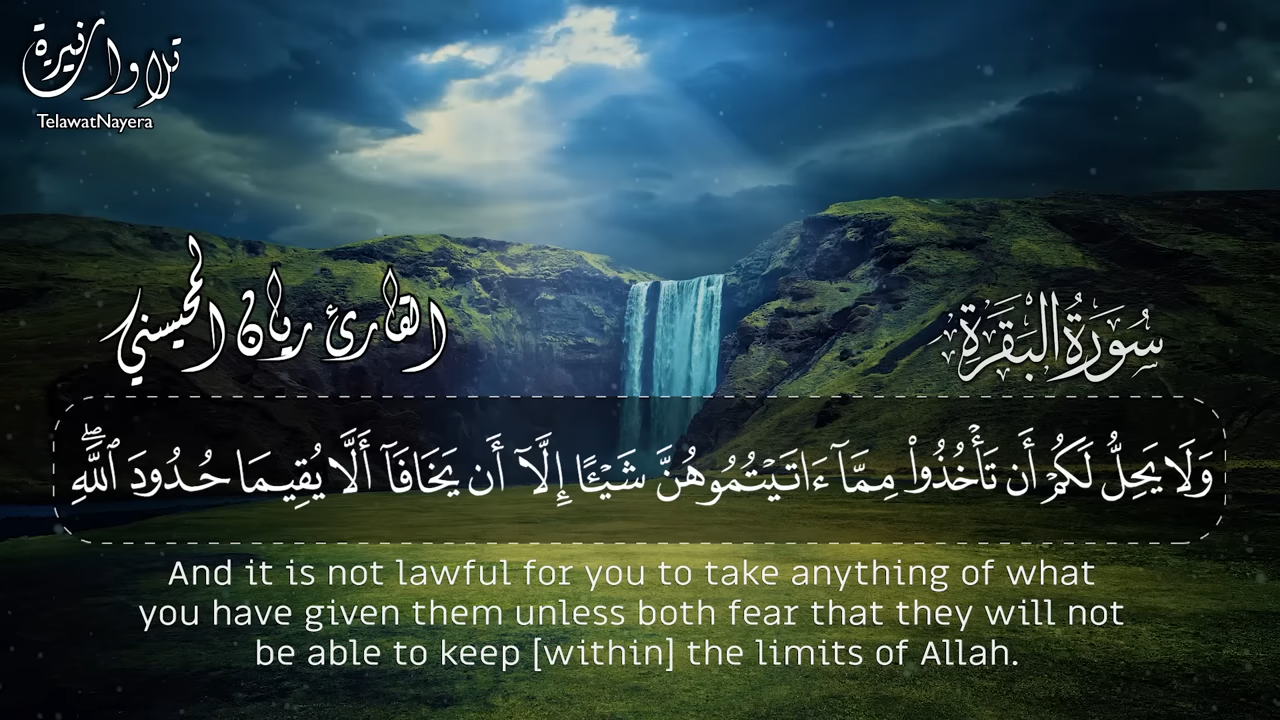 تلاوات نيرة
TelawatNayera
سُورَةُ البَقَرَةِ
القارئ ريان المحيسني
وَلَا يَحِلُّ لَكُمْ أَن تَأْخُذُوا۟ مِمَّآ ءَاتَيْتُمُوهُنَّ شَيْـًٔا إِلَّآ أَن يَخَافَآ أَلَّا يُقِيمَا حُدُودَ ٱللَّهِ ۖ
And it is not lawful for you to take anything of what
you have given them unless both fear that they will not
be able to keep [within] the limits of Allah.